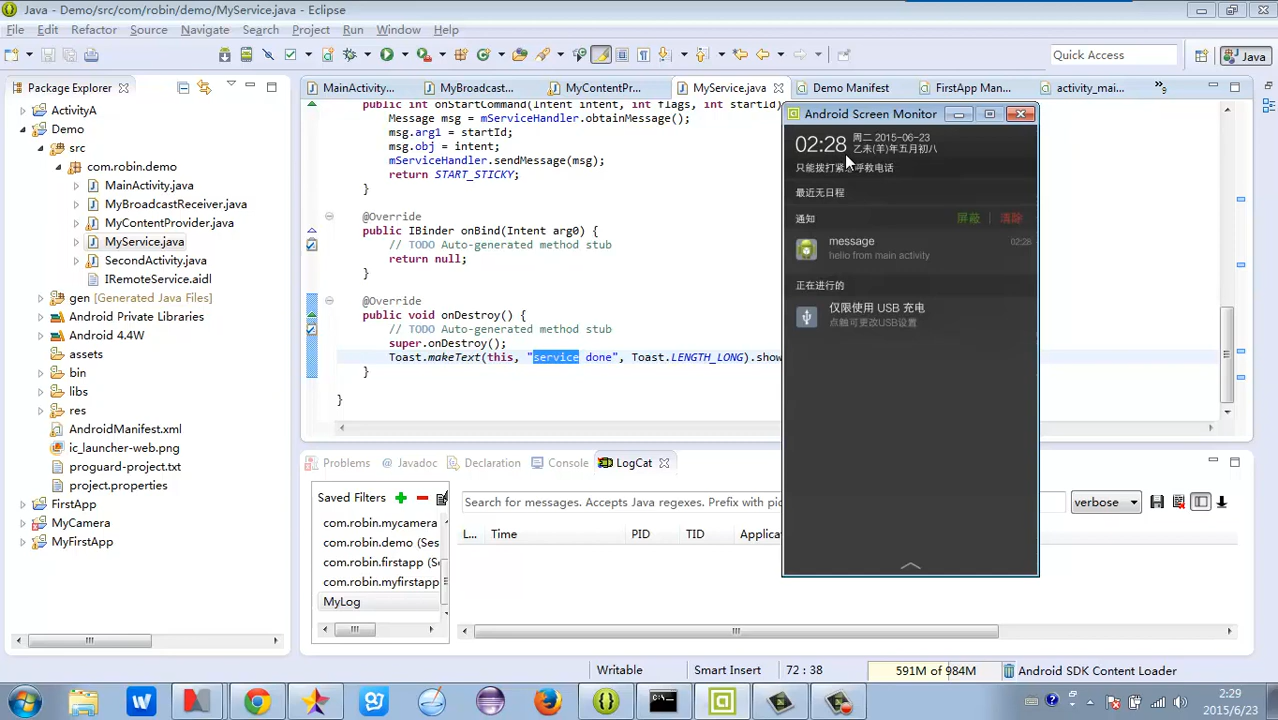 Java - Demo/src/com/robin/demo/MyService.java - Eclipse
File Edit Refactor Source Navigate Search Project Run Window Help
Quick Access
Java
Package Explorer
MainActivity....
MyBroadcast....
MyContentPr...
MyService.java
Demo Manifest
FirstApp Man...
activity_mai...
ActivityA
Demo
src
com.robin.demo
MainActivity.java
MyBroadcastReceiver.java
MyContentProvider.java
MyService.java
SecondActivity.java
IRemoteService.aidl
gen [Generated Java Files]
Android Private Libraries
Android 4.4W
assets
bin
libs
res
AndroidManifest.xml
ic_launcher-web.png
proguard-project.txt
project.properties
FirstApp
MyCamera
MyFirstApp
public int onStartCommand(Intent intent, int flags, int startId)
Message msg = mServiceHandler.obtainMessage();
msg.arg1 = startId;
msg.obj = intent;
mServiceHandler.sendMessage(msg);
return START_STICKY;
}
@Override
public IBinder onBind(Intent arg0) {
// TODO Auto-generated method stub
return null;
}
@Override
public void onDestroy() {
// TODO Auto-generated method stub
super.onDestroy();
Toast.makeText(this, "service done", Toast.LENGTH_LONG).show
}
}
Android Screen Monitor
02:28
周二 2015-06-23
乙未(羊)年五月初八
只能拨打紧 呼救电话
最近无日程
通知
屏蔽
清除
message
02:28
hello from main activity
正在进行的
仅限使用 USB 充电
点触可更改USB设置
Problems
Javadoc
Declaration
Console
LogCat
Saved Filters
com.robin.mycamera
com.robin.demo (Ses
com.robin.firstapp (S
com.robin.myfirstapp
MyLog
Search for messages. Accepts Java regexes. Prefix with pic
verbose
L...
Time
PID
TID
Applica
Writable
Smart Insert
72 : 38
591M of 984M
Android SDK Content Loader
2:29
2015/6/23